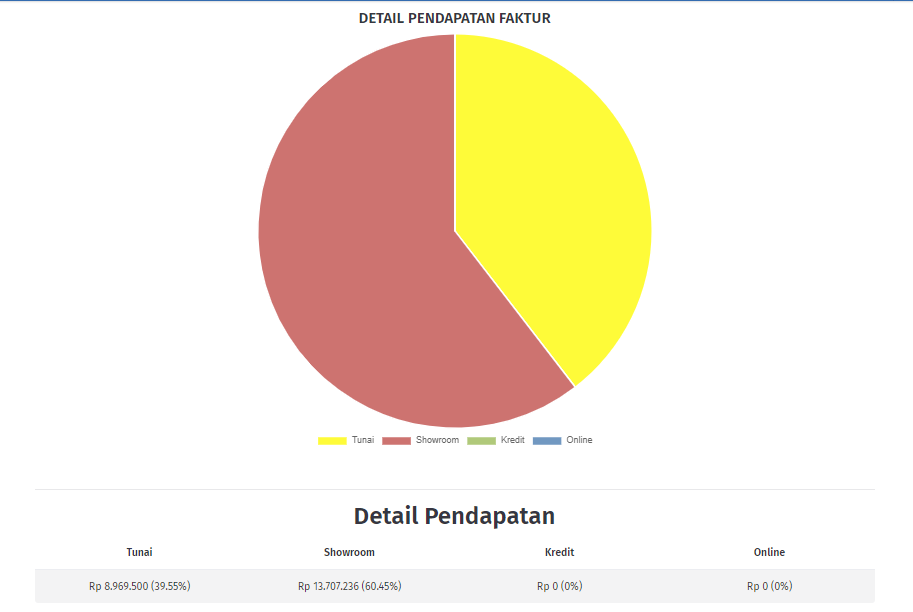 DETAIL PENDAPATAN FAKTUR
Tunai Showroom Kredit Online
Detail Pendapatan
Tunai Showroom Kredit Online
Rp 8.969.500 (39.55%) Rp 13.707.236 (60.45%) Rp 0 (0%) Rp 0 (0%)